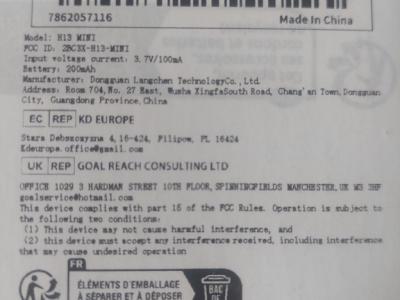 7862057116
Made In China
Model: H13 MINI
FCC ID: 2BC3X-H13-MINI
Input voltage current: 3.7V/100mA
Battery: 200mAh
Manufacturer: Dongguan Langchen TechnologyCo.,Ltd.
Address: Room 704,No. 27 East, Wusha XingfaSouth Road, Chang'an Town,Dongguan
City, Guangdong Province,China
EC REP KD EUROPE
Stara Debszczyzna 4,16-424, Filipow, PL 16424
Kdeurope.office@gmail.com
UK REP GOAL REACH CONSULTING LTD
OFFICE 1029 3 HARDMAN STREET 10TH FLOOR,SPINNINGFIELDS MANCHESTER,UK M3 3HF
goalservice@hotmail.com
This device complies with part 15 of the FCC Rules. Operation is subject to
the following two conditions:
(1) This device may not cause harmful interference, and
(2) this device must accept any interference received, including interference
that may cause undesired operation
FR
ÉLÉMENTS D'EMBALLAGE
À SÉPARER ET À DÉPOSER
BAC